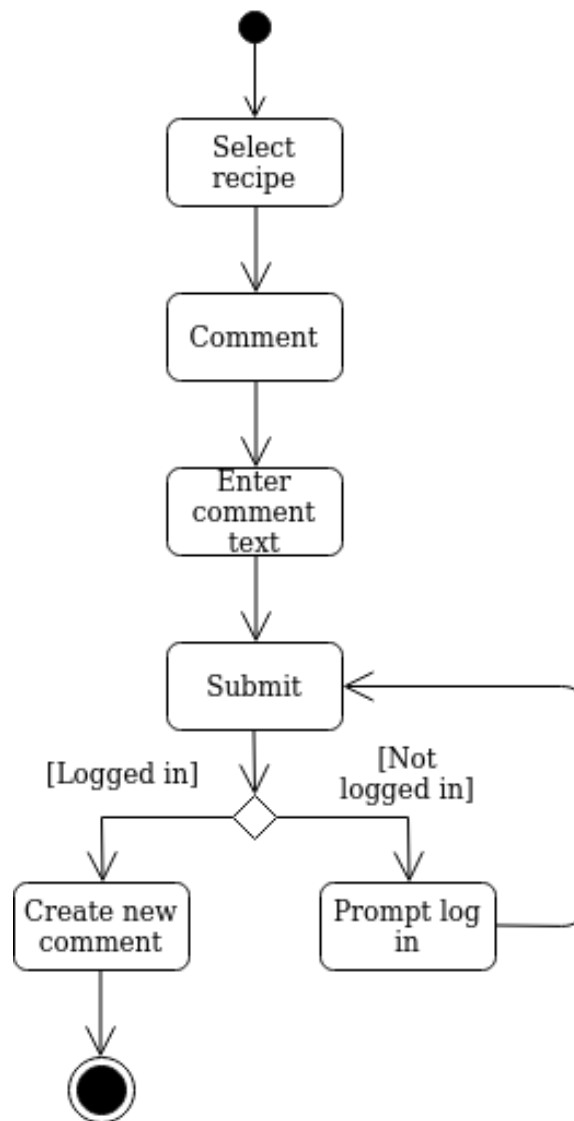 Select
recipe
Comment
Enter
comment
text
Submit
[Logged in]
[Not
logged in]
Create new
comment
Prompt log
in